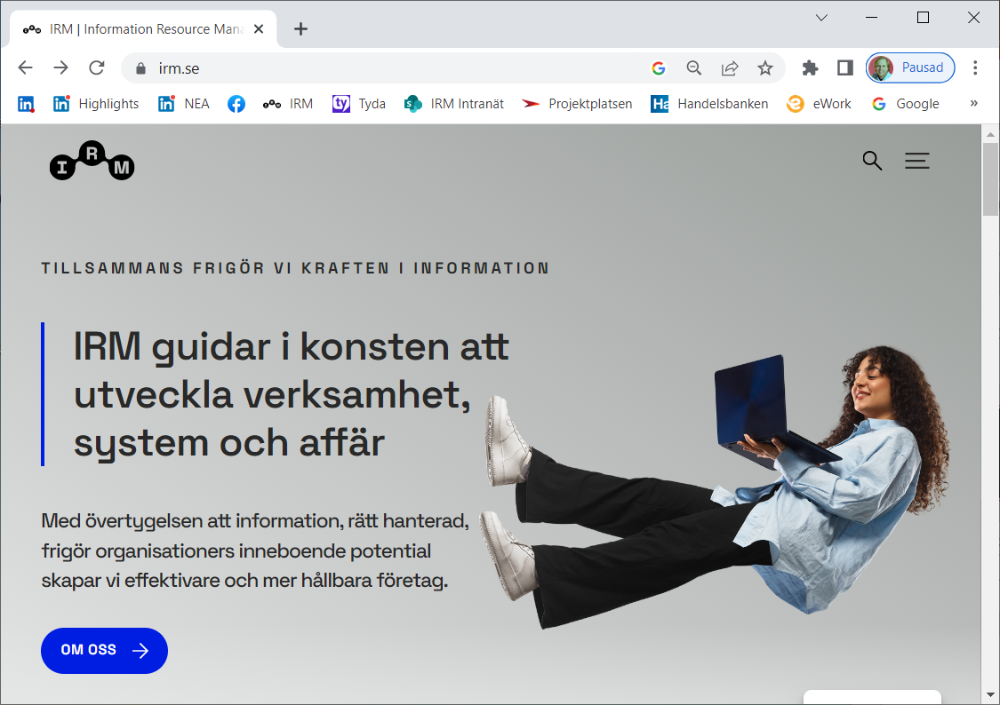 IRM | Information Resource Mana
irm.se
Pausad
Highlights
NEA
IRM
ty
Tyda
IRM Intranät
Projektplatsen
Ha
Handelsbanken
eWork
Google
»
IRM
TILLSAMMANS FRIGÖR VI KRAFTEN I INFORMATION
IRM guidar i konsten att
utveckla verksamhet,
system och affär
Med övertygelsen att information, rätt hanterad,
frigör organisationers inneboende potential
skapar vi effektivare och mer hållbara företag.
OM OSS